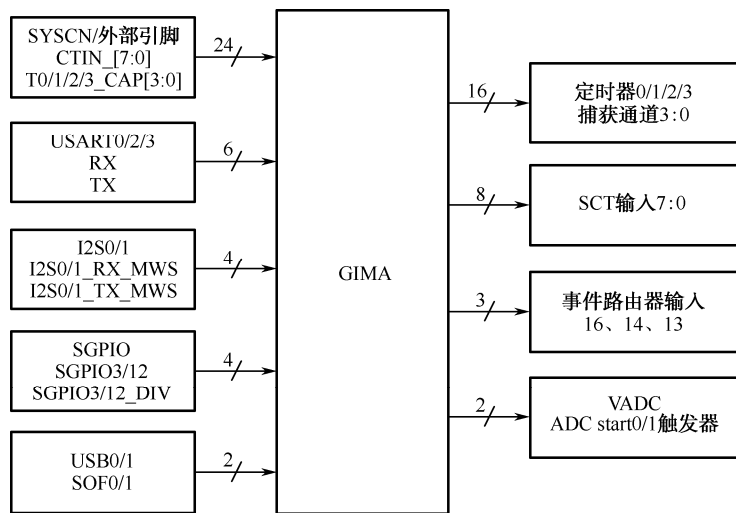 SYSCN/外部引脚
CTIN_[7:0]
T0/1/2/3_CAP[3:0]
24
USART0/2/3
RX
TX
6
I2S0/1
I2S0/1_RX_MWS
I2S0/1_TX_MWS
4
SGPIO
SGPIO3/12
SGPIO3/12_DIV
4
USB0/1
SOF0/1
2
GIMA
16
定时器0/1/2/3
捕获通道3:0
8
SCT输入7:0
3
事件路由器输入
16、14、13
2
VADC
ADC start0/1触发器